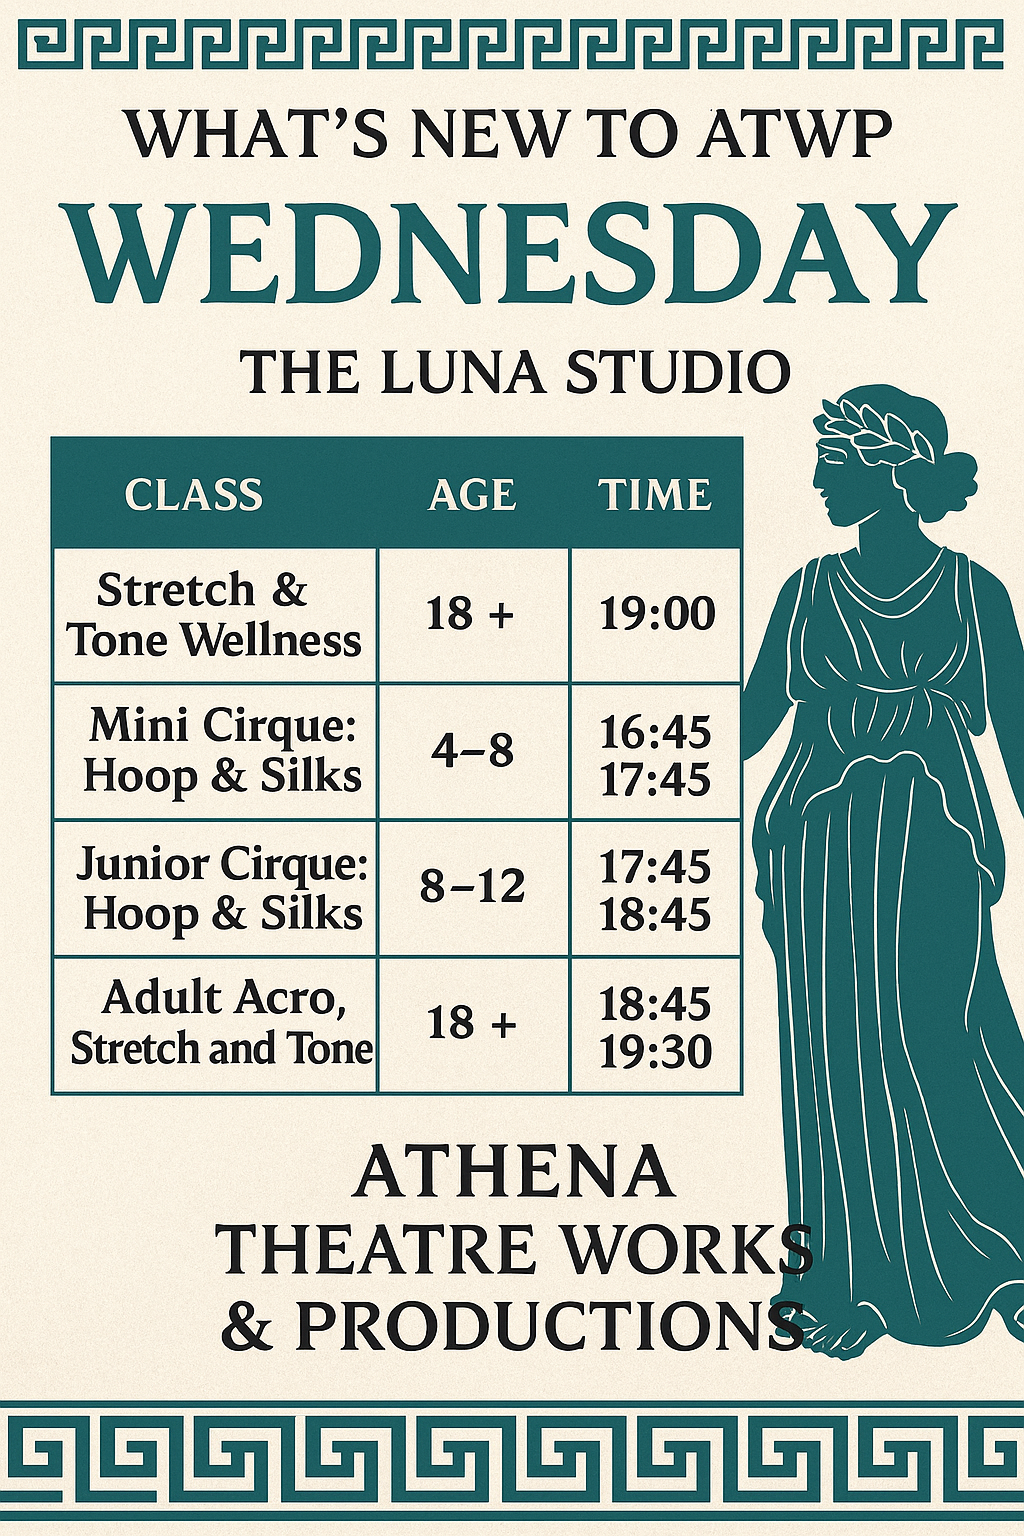 WHAT'S NEW TO ATWP
WEDNESDAY
THE LUNA STUDIO
CLASS AGE TIME
Stretch &
Tone Wellness
18 +
19:00
Mini Cirque:
Hoop & Silks
4–8
16:45
17:45
Junior Cirque:
Hoop & Silks
8–12
17:45
18:45
Adult Acro,
Stretch and Tone
18 +
18:45
19:30
ATHENA
THEATRE WORKS
& PRODUCTIONS